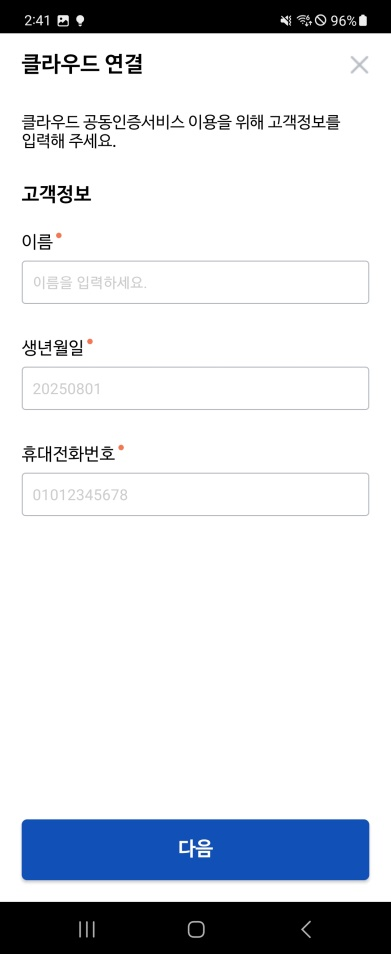 2:41 96%
클라우드 연결
클라우드 공동인증서비스 이용을 위해 고객정보를
입력해 주세요.
고객정보
이름
이름을 입력하세요.
생년월일
20250801
휴대전화번호
01012345678
다음